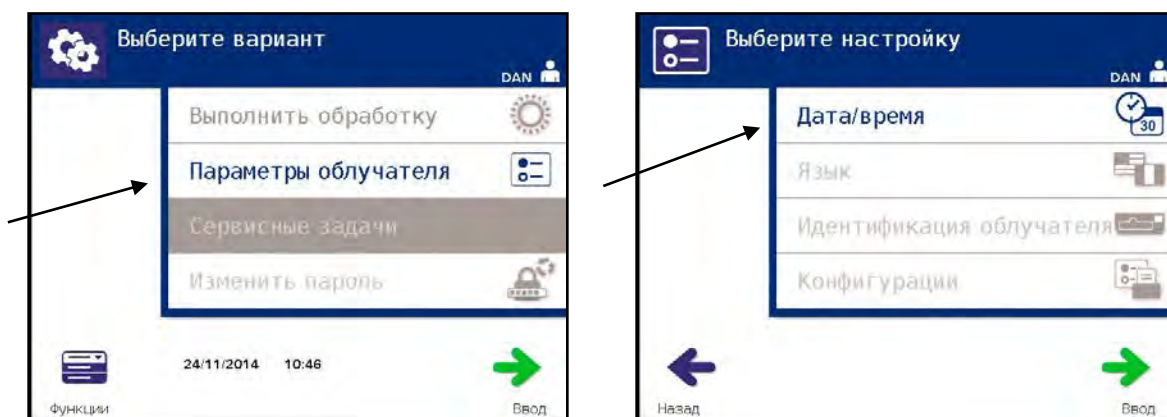 Выберите вариант
DAN
Выполнить обработку
Параметры облучателя
Сервисные задачи
Изменить пароль
24/11/2014 10:46
Функции
Ввод
Выберите настройку
DAN
Дата/время
30
Язык
Идентификация облучателя
Конфигурации
Назад
Ввод